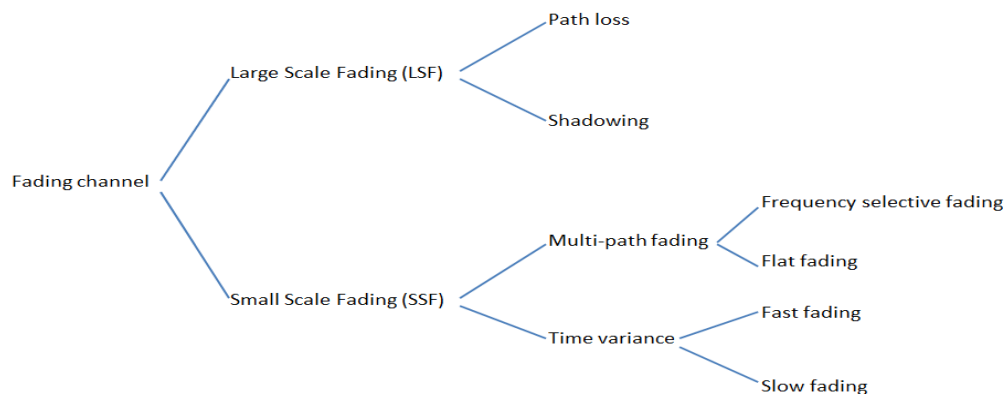 Path loss
Large Scale Fading (LSF)
Shadowing
Fading channel
Frequency selective fading
Multi-path fading
Flat fading
Small Scale Fading (SSF)
Fast fading
Time variance
Slow fading